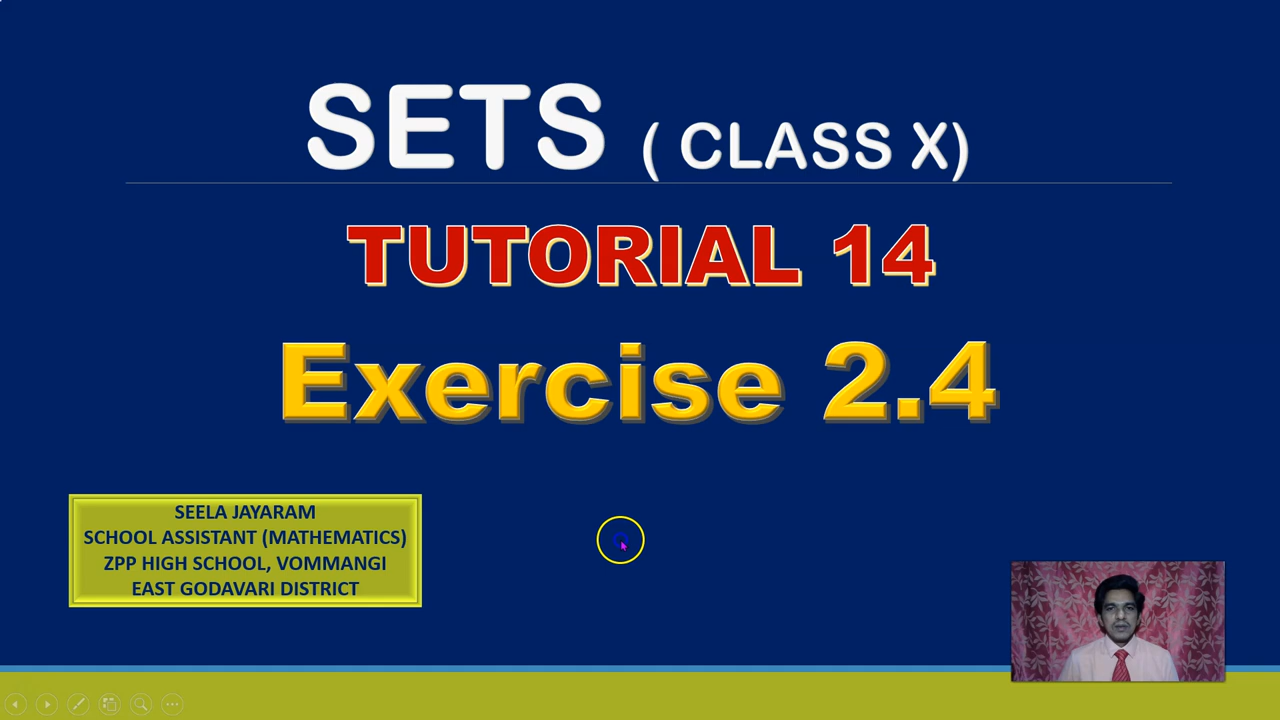 SETS ( CLASS X)
TUTORIAL 14
Exercise 2.4
SEELA JAYARAM
SCHOOL ASSISTANT (MATHEMATICS)
ZPP HIGH SCHOOL, VOMMANGI
EAST GODAVARI DISTRICT